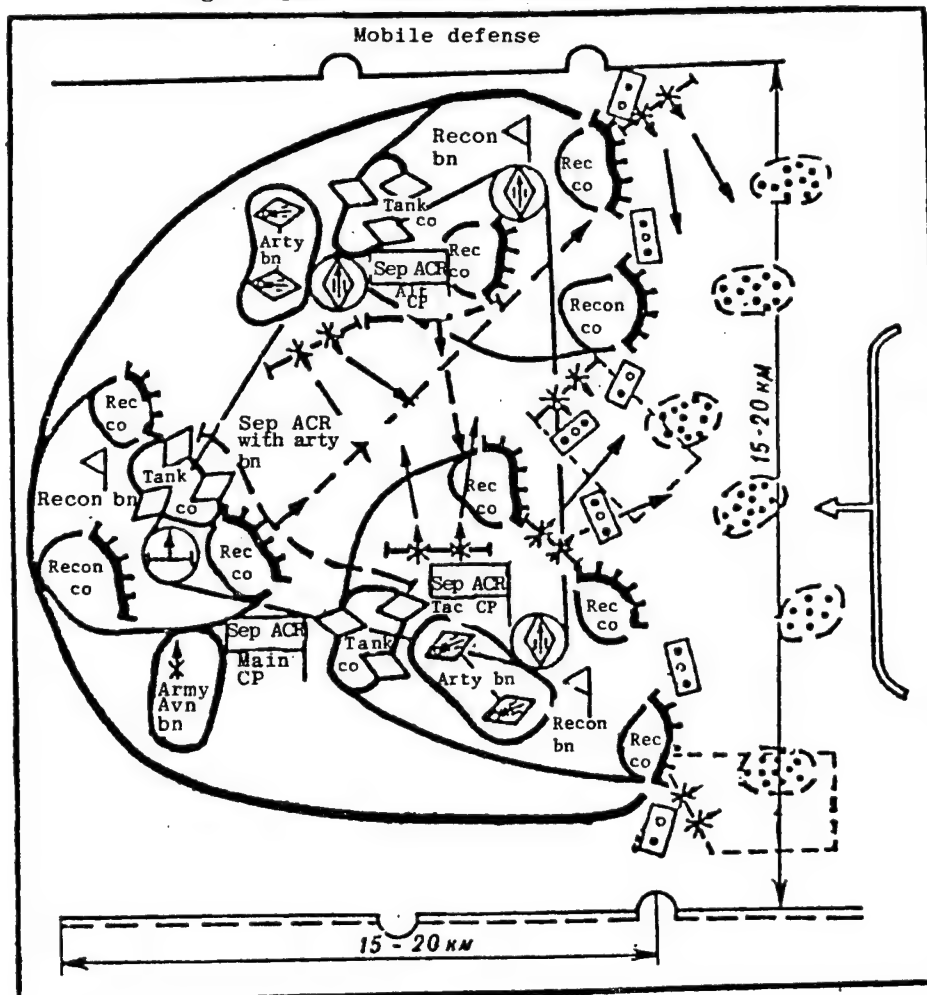 Mobile defense
Recon
bn
Rec
co
Tank
co
Arty
bn
Rec
co
Sep ACR
Alt
CP
Recon
co
Rec
co
Sep ACR
with arty
bn
Recon bn
Tank
co
Rec
co
Recon
co
Rec
co
Sep ACR
Tac CP
Rec
co
Sep ACR
Main
CP
Tank
co
Arty bn
Army
Avn
bn
Recon
bn
Rec
co
15-20 км
15 - 20 км